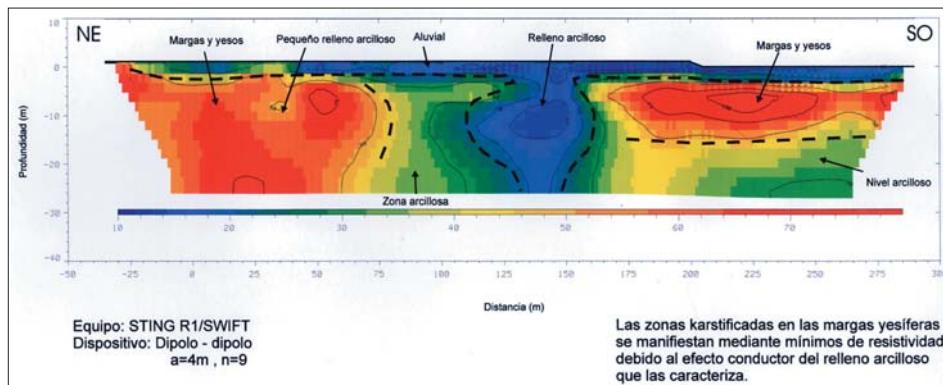 NE
SO
Margas y yesos
Pequeño relleno arcilloso
Aluvial
Relleno arcilloso
Margas y yesos
Profundidad (m)
10
0
-10
-20
-30
-40
Zona arcillosa
Nivel arcilloso
10 20 30 40 50 60 70
-50 -25 0 25 50 75 100 125 150 175 200 225 250 275 300
Distancia (m)
Equipo: STING R1/SWIFT
Dispositivo: Dipolo - dipolo
a=4m , n=9
Las zonas karstificadas en las margas yesíferas
se manifiestan mediante mínimos de resistividad
debido al efecto conductor del relleno arcilloso
que las caracteriza.